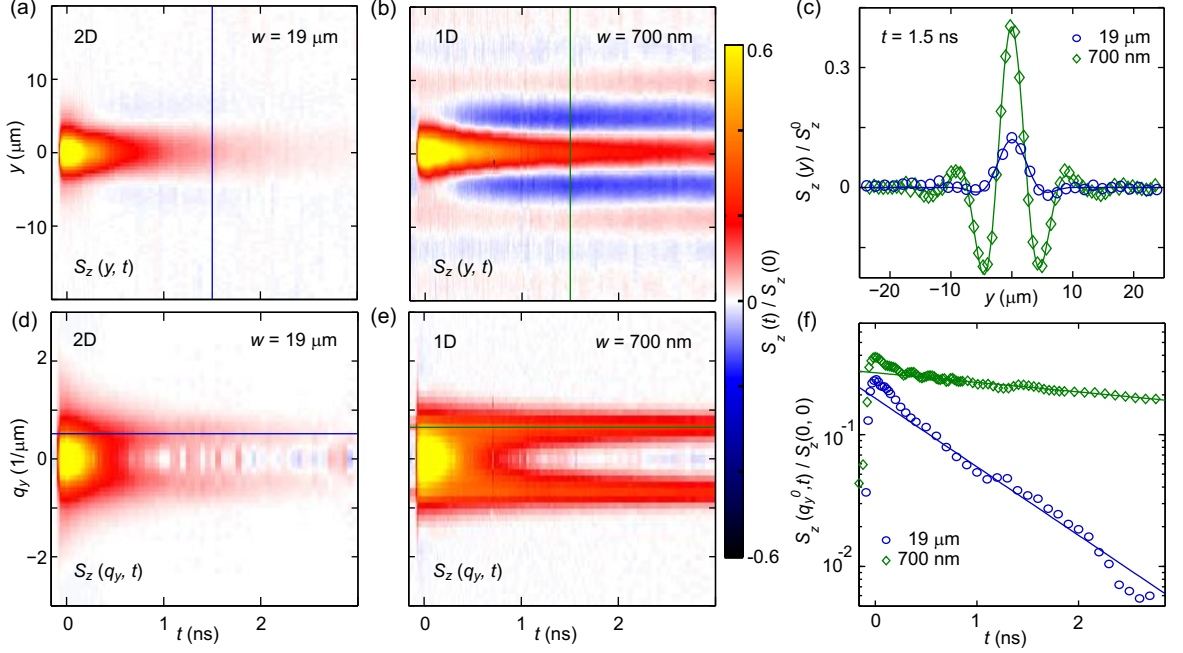 (a)
2D
w = 19 µm
10
0
−10
y (µm)
S_z (y, t)
(b)
1D
w = 700 nm
0.6
0
-0.6
S_z (t) / S_z (0)
(c)
t = 1.5 ns
19 µm
700 nm
0.3
0
S_z (y) / S_z^0
−20 −10 0 10 20
y (µm)
(d)
2D
w = 19 µm
2
1
0
−1
−2
q_y (1/µm)
S_z (q_y, t)
0 1 2
t (ns)
(e)
1D
w = 700 nm
S_z (q_y, t)
0 1 2
t (ns)
(f)
10^-1
10^-2
S_z (q_y^0, t) / S_z (0, 0)
19 µm
700 nm
0 1 2
t (ns)